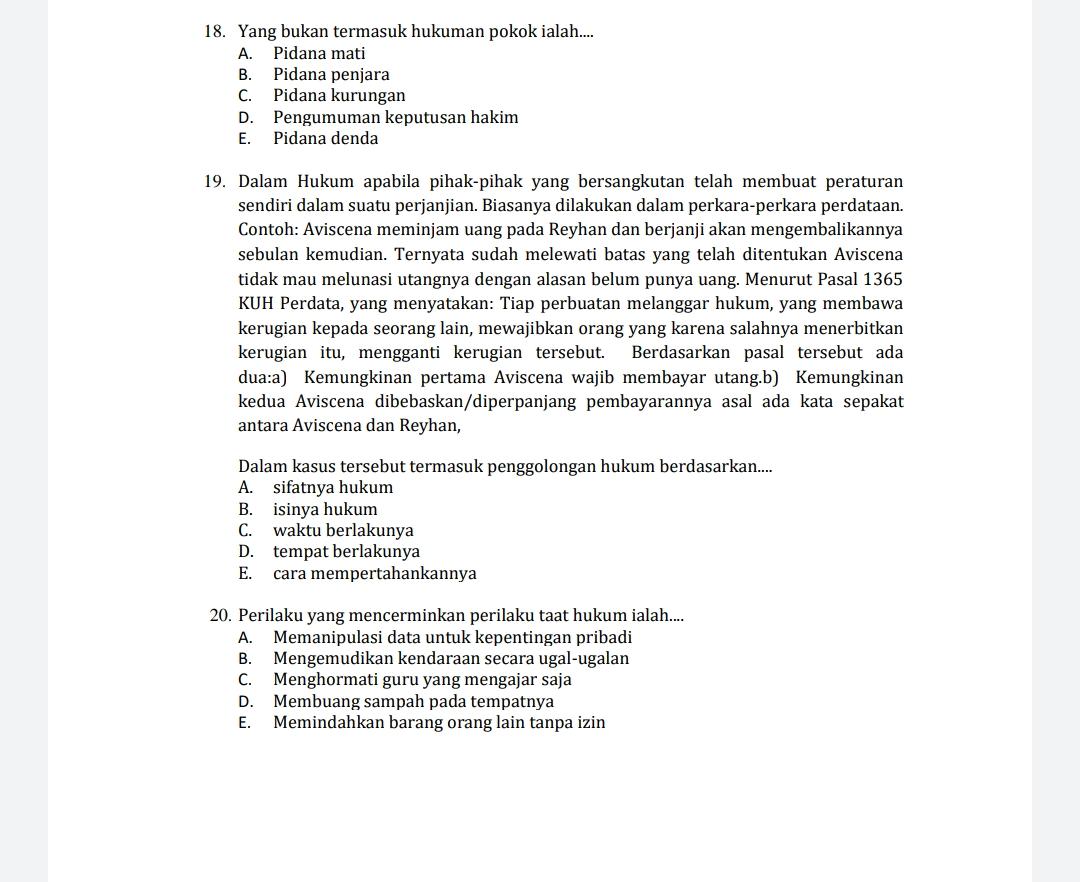 18. Yang bukan termasuk hukuman pokok ialah....
A. Pidana mati
B. Pidana penjara
C. Pidana kurungan
D. Pengumuman keputusan hakim
E. Pidana denda
19. Dalam Hukum apabila pihak-pihak yang bersangkutan telah membuat peraturan
sendiri dalam suatu perjanjian. Biasanya dilakukan dalam perkara-perkara perdataan.
Contoh: Aviscena meminjam uang pada Reyhan dan berjanji akan mengembalikannya
sebulan kemudian. Ternyata sudah melewati batas yang telah ditentukan Aviscena
tidak mau melunasi utangnya dengan alasan belum punya uang. Menurut Pasal 1365
KUH Perdata, yang menyatakan: Tiap perbuatan melanggar hukum, yang membawa
kerugian kepada seorang lain, mewajibkan orang yang karena salahnya menerbitkan
kerugian itu, mengganti kerugian tersebut. Berdasarkan pasal tersebut ada
dua:a) Kemungkinan pertama Aviscena wajib membayar utang.b) Kemungkinan
kedua Aviscena dibebaskan/diperpanjang pembayarannya asal ada kata sepakat
antara Aviscena dan Reyhan,
Dalam kasus tersebut termasuk penggolongan hukum berdasarkan....
A. sifatnya hukum
B. isinya hukum
C. waktu berlakunya
D. tempat berlakunya
E. cara mempertahankannya
20. Perilaku yang mencerminkan perilaku taat hukum ialah....
A. Memanipulasi data untuk kepentingan pribadi
B. Mengemudikan kendaraan secara ugal-ugalan
C. Menghormati guru yang mengajar saja
D. Membuang sampah pada tempatnya
E. Memindahkan barang orang lain tanpa izin